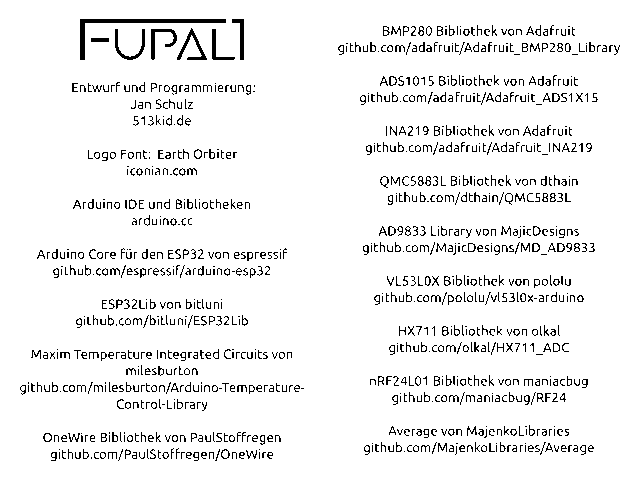 FUPAL1
Entwurf und Programmierung:
Jan Schulz
513kid.de
Logo Font: Earth Orbiter
iconian.com
Arduino IDE und Bibliotheken
arduino.cc
Arduino Core für den ESP32 von espressif
github.com/espressif/arduino-esp32
ESP32Lib von bitluni
github.com/bitluni/ESP32Lib
Maxim Temperature Integrated Circuits von
milesburton
github.com/milesburton/Arduino-Temperature-
Control-Library
OneWire Bibliothek von PaulStoffregen
github.com/PaulStoffregen/OneWire
BMP280 Bibliothek von Adafruit
github.com/adafruit/Adafruit_BMP280_Library
ADS1015 Bibliothek von Adafruit
github.com/adafruit/Adafruit_ADS1X15
INA219 Bibliothek von Adafruit
github.com/adafruit/Adafruit_INA219
QMC5883L Bibliothek von dthain
github.com/dthain/QMC5883L
AD9833 Library von MajicDesigns
github.com/MajicDesigns/MD_AD9833
VL53L0X Bibliothek von pololu
github.com/pololu/vl53l0x-arduino
HX711 Bibliothek von olkal
github.com/olkal/HX711_ADC
nRF24L01 Bibliothek von maniacbug
github.com/maniacbug/RF24
Average von MajenkoLibraries
github.com/MajenkoLibraries/Average